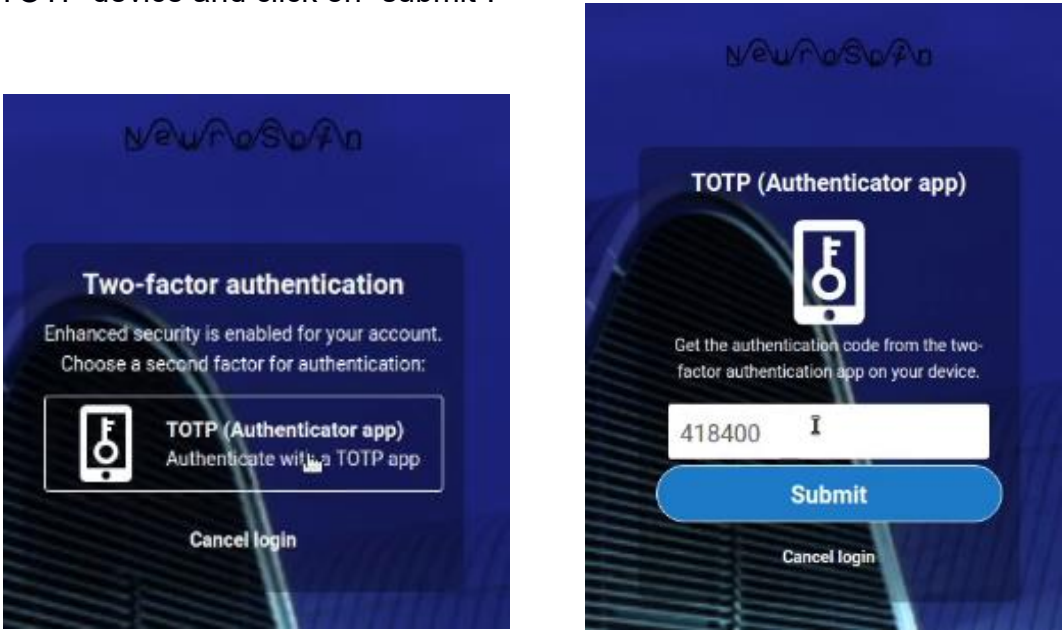 TOTP device and click on "submit".
NeuroSpin
Two-factor authentication
Enhanced security is enabled for your account.
Choose a second factor for authentication:
TOTP (Authenticator app)
Authenticate with a TOTP app
Cancel login
NeuroSpin
TOTP (Authenticator app)
Get the authentication code from the two-
factor authentication app on your device.
418400
Submit
Cancel login